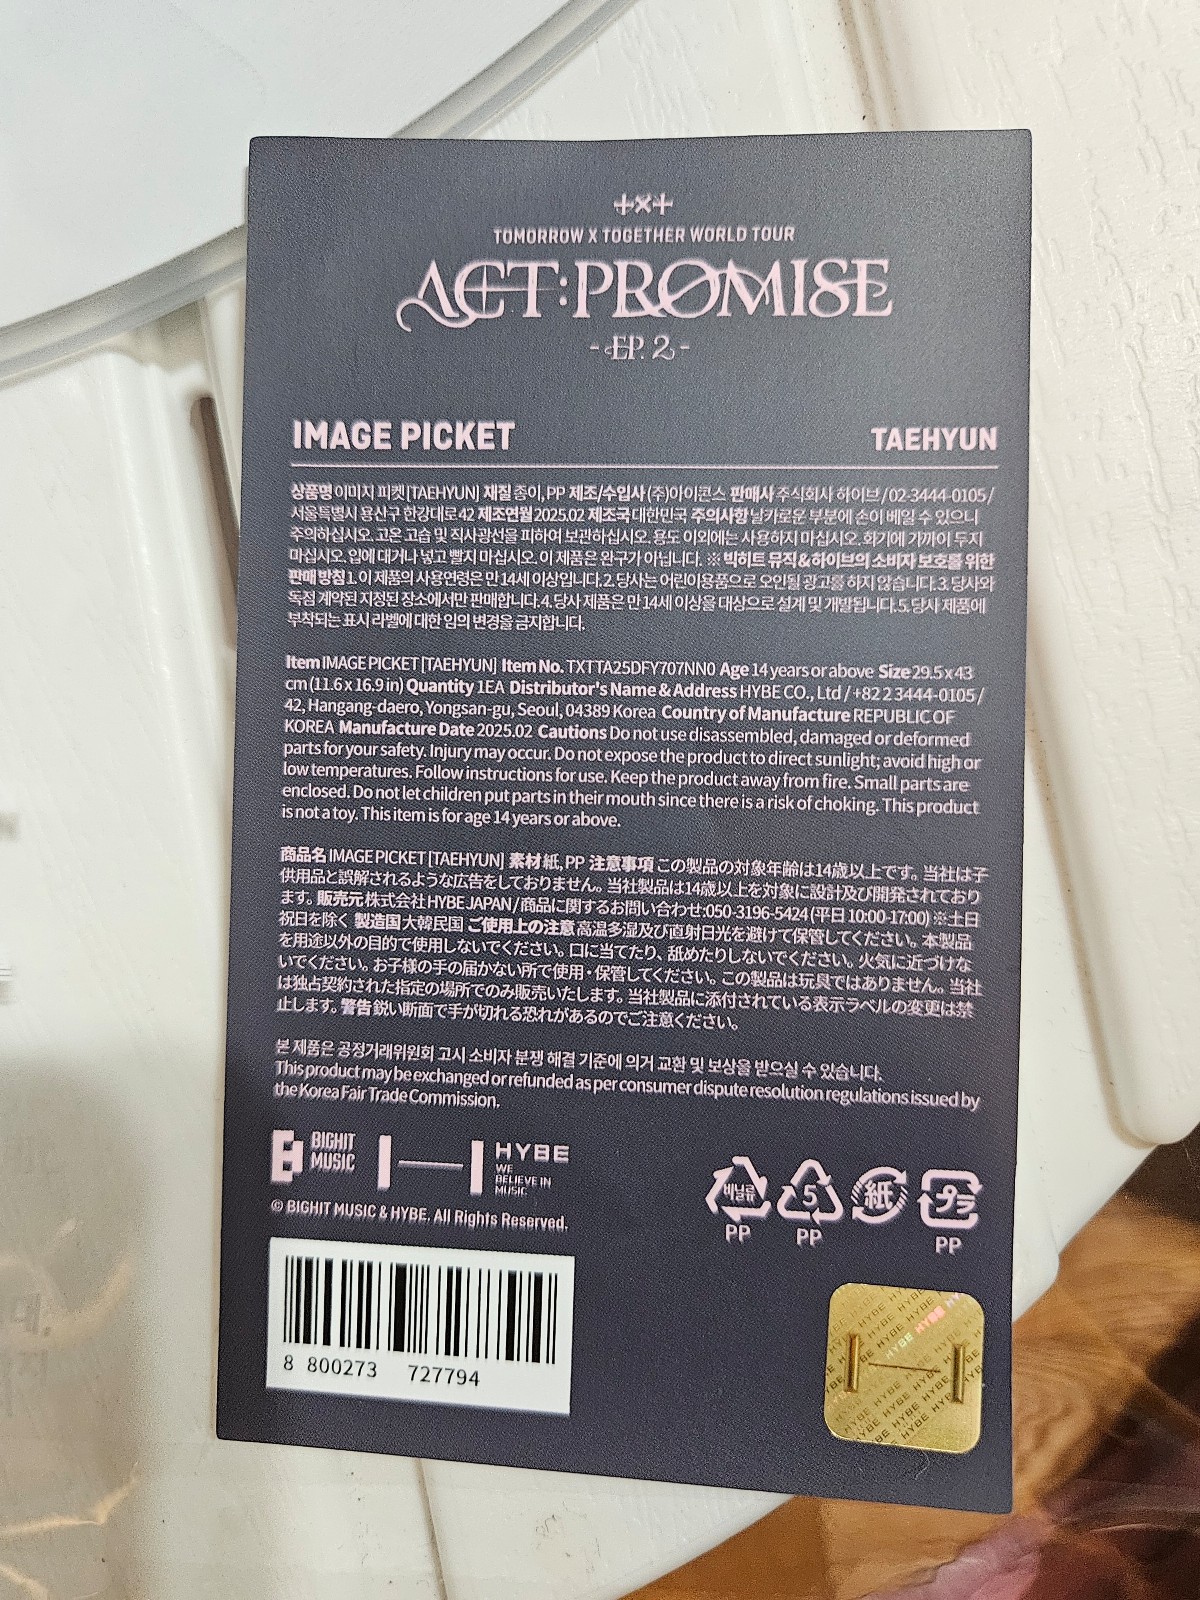 TOMORROW X TOGETHER WORLD TOUR
ACT:PROMISE
- EP. 2 -
IMAGE PICKET TAEHYUN
상품명 이미지 피켓 [TAEHYUN] 재질 종이, PP 제조/수입사 (주)아이콘스 판매사 주식회사 하이브 / 02-3444-0105 /
서울특별시 용산구 한강대로 42 제조연월 2025.02 제조국 대한민국 주의사항 날카로운 부분에 손이 베일 수 있으니
주의하십시오. 고온 고습 및 직사광선을 피하여 보관하십시오. 용도 이외에는 사용하지 마십시오. 화기에 가까이 두지
마십시오. 입에 대거나 넣고 빨지 마십시오. 이 제품은 완구가 아닙니다. ※ 빅히트 뮤직&하이브의 소비자 보호를 위한
판매 방침 1. 이 제품의 사용연령은 만 14세 이상입니다. 2. 당사는 어린이용품으로 오인될 광고를 하지 않습니다. 3. 당사와
독점 계약된 지정된 장소에서만 판매합니다. 4. 당사 제품은 만 14세 이상을 대상으로 설계 및 개발됩니다. 5. 당사 제품에
부착되는 표시 라벨에 대한 임의 변경을 금지합니다.
Item IMAGE PICKET [TAEHYUN] Item No. TXTTA25DFY707NN0 Age 14 years or above Size 29.5 x 43
cm (11.6 x 16.9 in) Quantity 1EA Distributor's Name & Address HYBE CO., Ltd / +82 2 3444-0105 /
42, Hangang-daero, Yongsan-gu, Seoul, 04389 Korea Country of Manufacture REPUBLIC OF
KOREA Manufacture Date 2025.02 Cautions Do not use disassembled, damaged or deformed
parts for your safety. Injury may occur. Do not expose the product to direct sunlight; avoid high or
low temperatures. Follow instructions for use. Keep the product away from fire. Small parts are
enclosed. Do not let children put parts in their mouth since there is a risk of choking. This product
is not a toy. This item is for age 14 years or above.
商品名 IMAGE PICKET [TAEHYUN] 素材 紙, PP 注意事項 この製品の対象年齢は14歳以上です。当社は子
供用品と誤解されるような広告をしておりません。当社製品は14歳以上を対象に設計及び開発されており
ます。販売元 株式会社 HYBE JAPAN / 商品に関するお問い合わせ:050-3196-5424 (平日 10:00-17:00) ※土日
祝日を除く 製造国 大韓民国 ご使用上の注意 高温多湿及び直射日光を避けて保管してください。本製品
を用途以外の目的で使用しないでください。口に当てたり、舐めたりしないでください。火気に近づけな
いでください。お子様の手の届かない所で使用・保管してください。この製品は玩具ではありません。当社
は独占契約された指定の場所でのみ販売いたします。当社製品に添付されている表示ラベルの変更は禁
止します。警告 鋭い断面で手が切れる恐れがあるのでご注意ください。
본 제품은 공정거래위원회 고시 소비자 분쟁 해결 기준에 의거 교환 및 보상을 받으실 수 있습니다.
This product may be exchanged or refunded as per consumer dispute resolution regulations issued by
the Korea Fair Trade Commission.
BIGHIT
MUSIC
HYBE
WE
BELIEVE IN
MUSIC
© BIGHIT MUSIC & HYBE. All Rights Reserved.
비닐류 5 紙 プラ
PP PP PP
8 800273 727794
HYBE HYBE HYBE